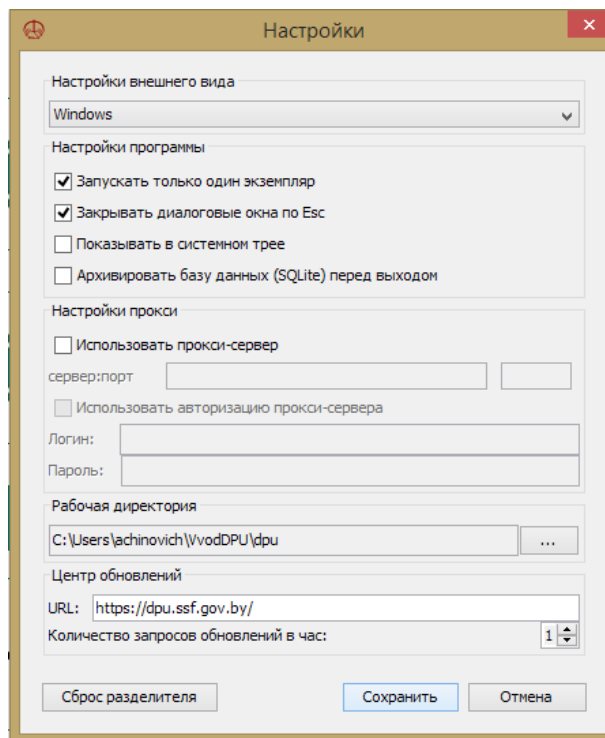 Настройки
Настройки внешнего вида
Windows
Настройки программы
Запускать только один экземпляр
Закрывать диалоговые окна по Esc
Показывать в системном трее
Архивировать базу данных (SQLite) перед выходом
Настройки прокси
Использовать прокси-сервер
сервер:порт
Использовать авторизацию прокси-сервера
Логин:
Пароль:
Рабочая директория
C:\Users\achinovich\VvodDPU\dpu ...
Центр обновлений
URL: https://dpu.ssf.gov.by/
Количество запросов обновлений в час: 1
Сброс разделителя Сохранить Отмена